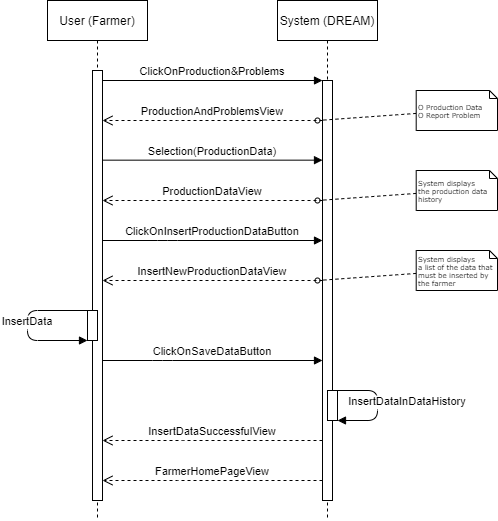 User (Farmer)
System (DREAM)
ClickOnProduction&Problems
ProductionAndProblemsView
O Production Data
O Report Problem
Selection(ProductionData)
ProductionDataView
System displays
the production data
history
ClickOnInsertProductionDataButton
InsertNewProductionDataView
System displays
a list of the data that
must be inserted by
the farmer
InsertData
ClickOnSaveDataButton
InsertDataInDataHistory
InsertDataSuccessfulView
FarmerHomePageView